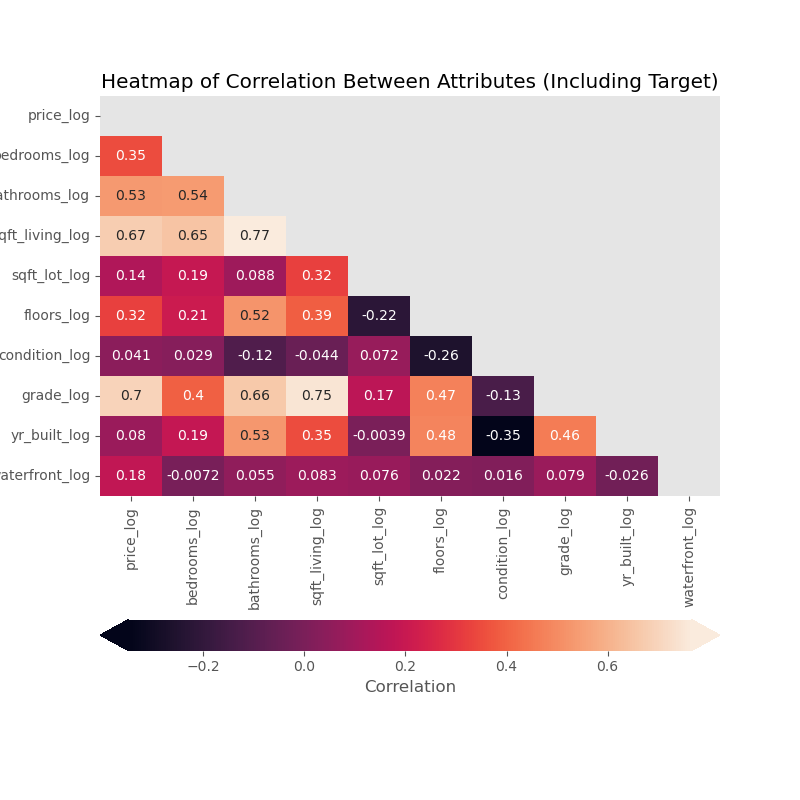 Heatmap of Correlation Between Attributes (Including Target)
price_log
edrooms_log 0.35
athrooms_log 0.53 0.54
qft_living_log 0.67 0.65 0.77
sqft_lot_log 0.14 0.19 0.088 0.32
floors_log 0.32 0.21 0.52 0.39 -0.22
condition_log 0.041 0.029 -0.12 -0.044 0.072 -0.26
grade_log 0.7 0.4 0.66 0.75 0.17 0.47 -0.13
yr_built_log 0.08 0.19 0.53 0.35 -0.0039 0.48 -0.35 0.46
aterfront_log 0.18 -0.0072 0.055 0.083 0.076 0.022 0.016 0.079 -0.026
price_log
bedrooms_log
bathrooms_log
sqft_living_log
sqft_lot_log
floors_log
condition_log
grade_log
yr_built_log
waterfront_log
−0.2 0.0 0.2 0.4 0.6
Correlation